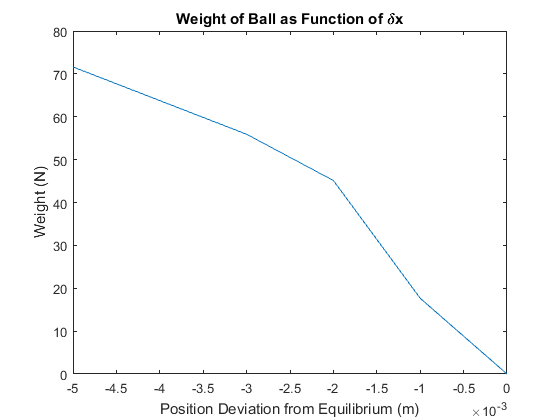 Weight of Ball as Function of δx
80
70
60
50
40
30
20
10
0
Weight (N)
-5 -4.5 -4 -3.5 -3 -2.5 -2 -1.5 -1 -0.5 0
×10⁻³
Position Deviation from Equilibrium (m)